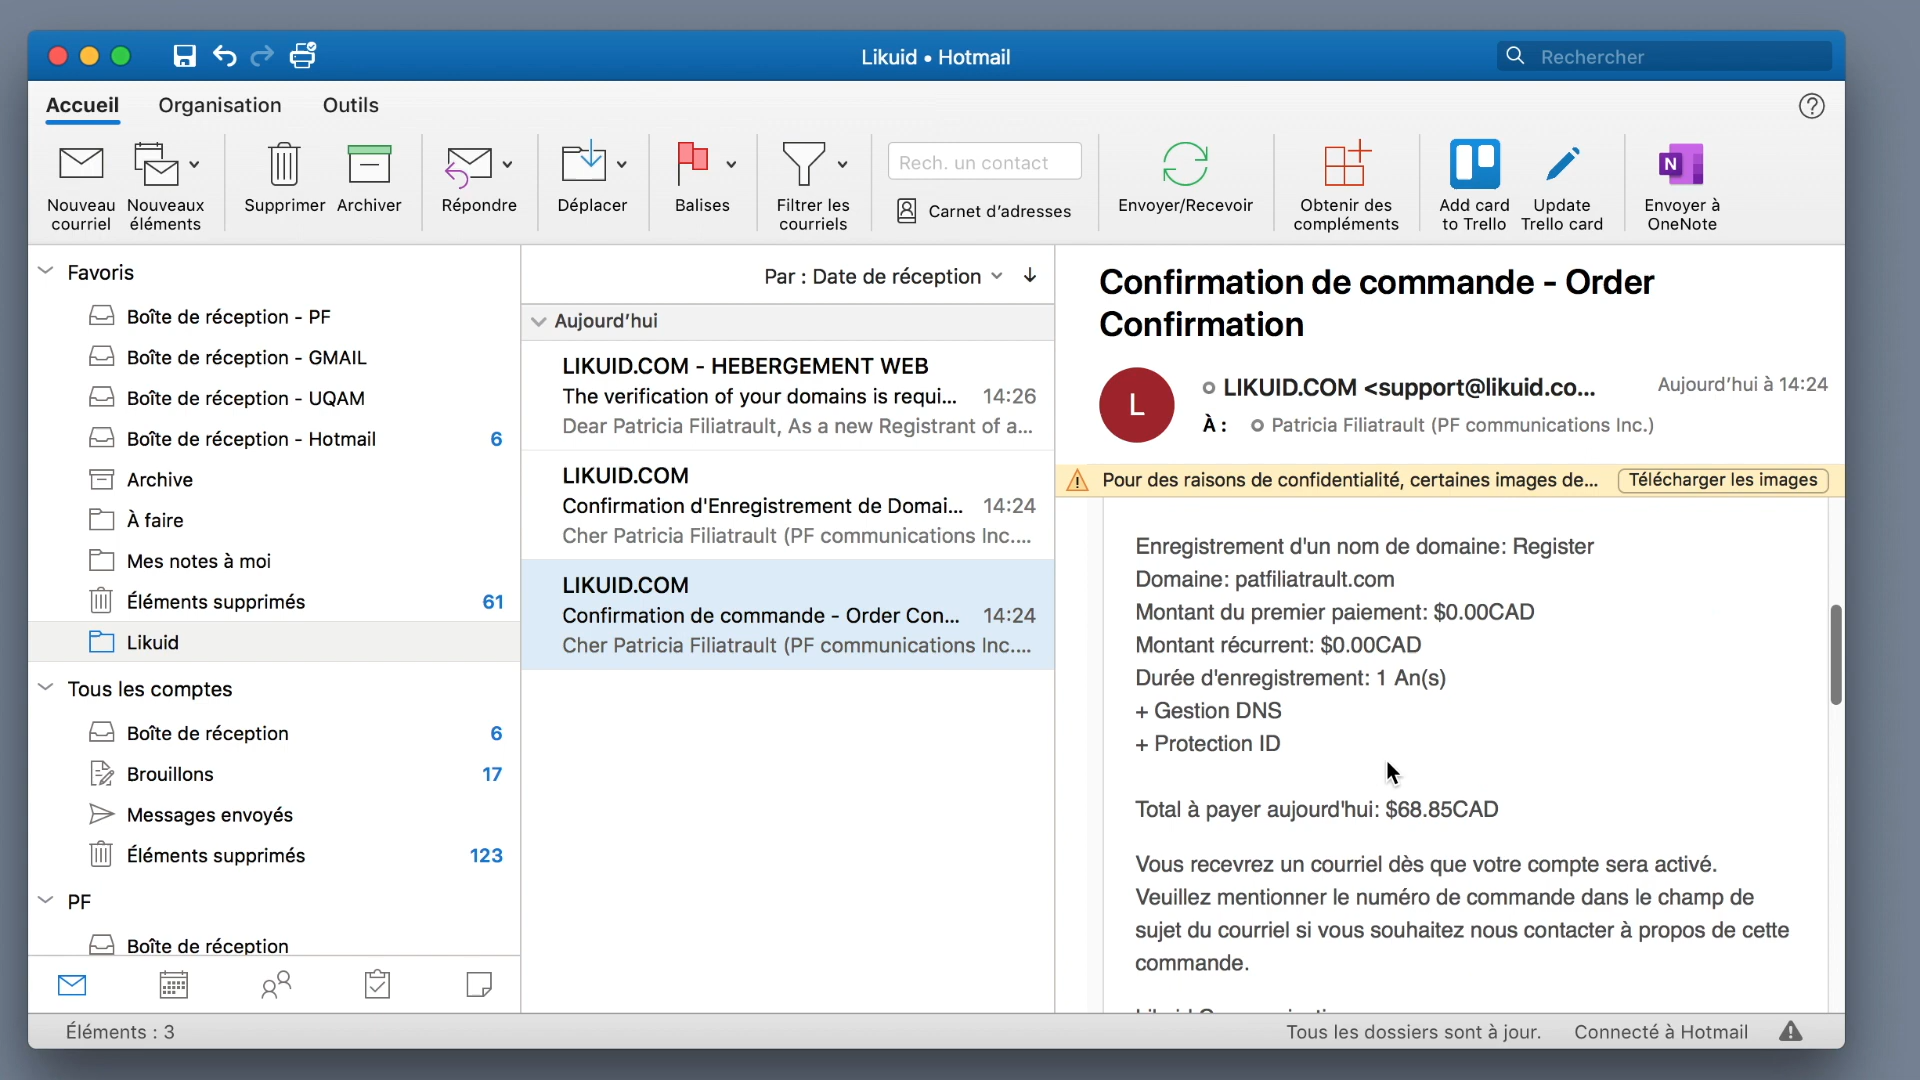 Likuid • Hotmail
Rechercher
Accueil
Organisation
Outils
Nouveau
courriel
Nouveaux
éléments
Supprimer
Archiver
Répondre
Déplacer
Balises
Filtrer les
courriels
Rech. un contact
Carnet d'adresses
Envoyer/Recevoir
Obtenir des
compléments
Add card
to Trello
Update
Trello card
N
Envoyer à
OneNote
Favoris
Boîte de réception - PF
Boîte de réception - GMAIL
Boîte de réception - UQAM
Boîte de réception - Hotmail 6
Archive
À faire
Mes notes à moi
Éléments supprimés 61
Likuid
Tous les comptes
Boîte de réception 6
Brouillons 17
Messages envoyés
Éléments supprimés 123
PF
Boîte de réception
Éléments : 3
Par : Date de réception
Aujourd'hui
LIKUID.COM - HEBERGEMENT WEB
The verification of your domains is requi... 14:26
Dear Patricia Filiatrault, As a new Registrant of a...
LIKUID.COM
Confirmation d'Enregistrement de Domai... 14:24
Cher Patricia Filiatrault (PF communications Inc....
LIKUID.COM
Confirmation de commande - Order Con... 14:24
Cher Patricia Filiatrault (PF communications Inc....
Confirmation de commande - Order
Confirmation
L
LIKUID.COM <support@likuid.co...
Aujourd'hui à 14:24
À : Patricia Filiatrault (PF communications Inc.)
Pour des raisons de confidentialité, certaines images de...
Télécharger les images
Enregistrement d'un nom de domaine: Register
Domaine: patfiliatrault.com
Montant du premier paiement: $0.00CAD
Montant récurrent: $0.00CAD
Durée d'enregistrement: 1 An(s)
+ Gestion DNS
+ Protection ID
Total à payer aujourd'hui: $68.85CAD
Vous recevrez un courriel dès que votre compte sera activé.
Veuillez mentionner le numéro de commande dans le champ de
sujet du courriel si vous souhaitez nous contacter à propos de cette
commande.
Tous les dossiers sont à jour.
Connecté à Hotmail